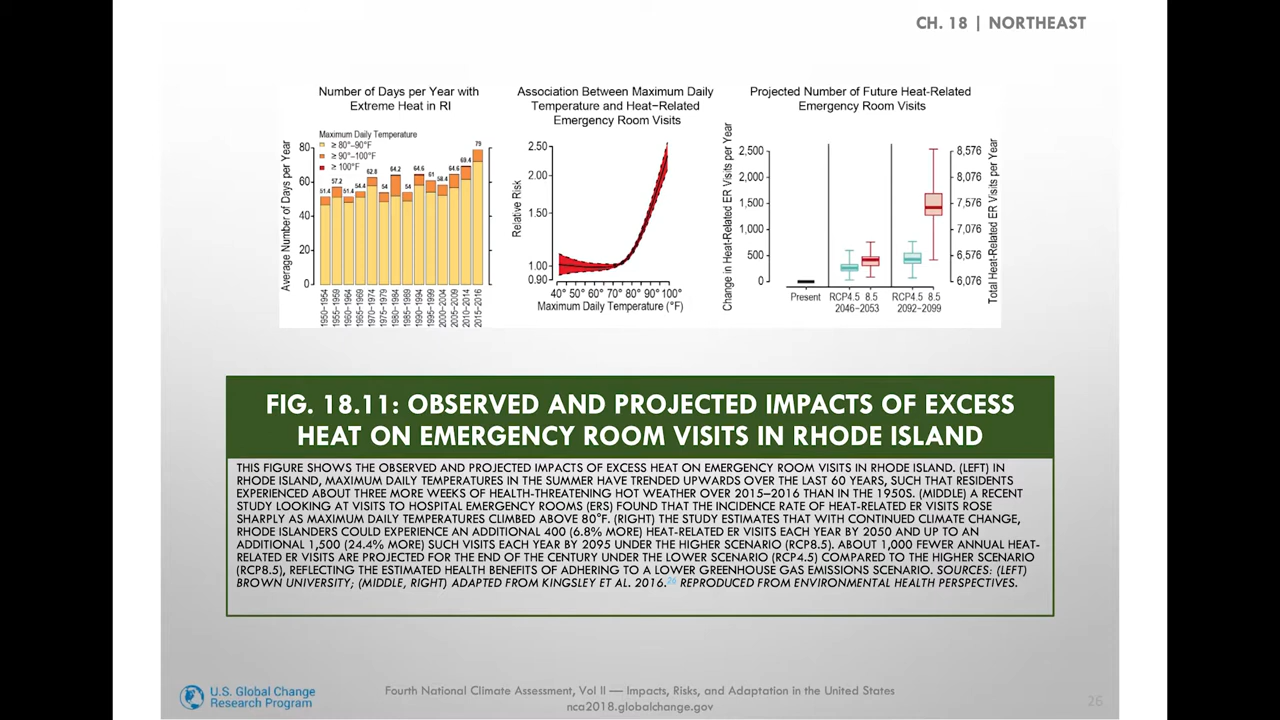 CH. 18 | NORTHEAST
Number of Days per Year with
Extreme Heat in RI
Maximum Daily Temperature
≥ 80°–90°F
≥ 90°–100°F
≥ 100°F
Average Number of Days per Year
80
60
40
20
0
51.4
57.2
51.4
54.4
62.8
54
64.2
54
64.6
61
58.4
64.6
69.4
79
1950–1954
1955–1959
1960–1964
1965–1969
1970–1974
1975–1979
1980–1984
1985–1989
1990–1994
1995–1999
2000–2004
2005–2009
2010–2014
2015–2016
Association Between Maximum Daily
Temperature and Heat−Related
Emergency Room Visits
Relative Risk
2.50
2.00
1.50
1.00
0.90
40° 50° 60° 70° 80° 90° 100°
Maximum Daily Temperature (°F)
Projected Number of Future Heat-Related
Emergency Room Visits
Change in Heat-Related ER Visits per Year
2,500
2,000
1,500
1,000
500
0
8,576
8,076
7,576
7,076
6,576
6,076
Total Heat-Related ER Visits per Year
Present RCP4.5 8.5 RCP4.5 8.5
2046–2053 2092–2099
FIG. 18.11: OBSERVED AND PROJECTED IMPACTS OF EXCESS
HEAT ON EMERGENCY ROOM VISITS IN RHODE ISLAND
THIS FIGURE SHOWS THE OBSERVED AND PROJECTED IMPACTS OF EXCESS HEAT ON EMERGENCY ROOM VISITS IN RHODE ISLAND. (LEFT) IN
RHODE ISLAND, MAXIMUM DAILY TEMPERATURES IN THE SUMMER HAVE TRENDED UPWARDS OVER THE LAST 60 YEARS, SUCH THAT RESIDENTS
EXPERIENCED ABOUT THREE MORE WEEKS OF HEALTH-THREATENING HOT WEATHER OVER 2015–2016 THAN IN THE 1950S. (MIDDLE) A RECENT
STUDY LOOKING AT VISITS TO HOSPITAL EMERGENCY ROOMS (ERS) FOUND THAT THE INCIDENCE RATE OF HEAT-RELATED ER VISITS ROSE
SHARPLY AS MAXIMUM DAILY TEMPERATURES CLIMBED ABOVE 80°F. (RIGHT) THE STUDY ESTIMATES THAT WITH CONTINUED CLIMATE CHANGE,
RHODE ISLANDERS COULD EXPERIENCE AN ADDITIONAL 400 (6.8% MORE) HEAT-RELATED ER VISITS EACH YEAR BY 2050 AND UP TO AN
ADDITIONAL 1,500 (24.4% MORE) SUCH VISITS EACH YEAR BY 2095 UNDER THE HIGHER SCENARIO (RCP8.5). ABOUT 1,000 FEWER ANNUAL HEAT-
RELATED ER VISITS ARE PROJECTED FOR THE END OF THE CENTURY UNDER THE LOWER SCENARIO (RCP4.5) COMPARED TO THE HIGHER SCENARIO
(RCP8.5), REFLECTING THE ESTIMATED HEALTH BENEFITS OF ADHERING TO A LOWER GREENHOUSE GAS EMISSIONS SCENARIO. SOURCES: (LEFT)
BROWN UNIVERSITY; (MIDDLE, RIGHT) ADAPTED FROM KINGSLEY ET AL. 2016.26 REPRODUCED FROM ENVIRONMENTAL HEALTH PERSPECTIVES.
U.S. Global Change
Research Program
Fourth National Climate Assessment, Vol II — Impacts, Risks, and Adaptation in the United States
nca2018.globalchange.gov
26